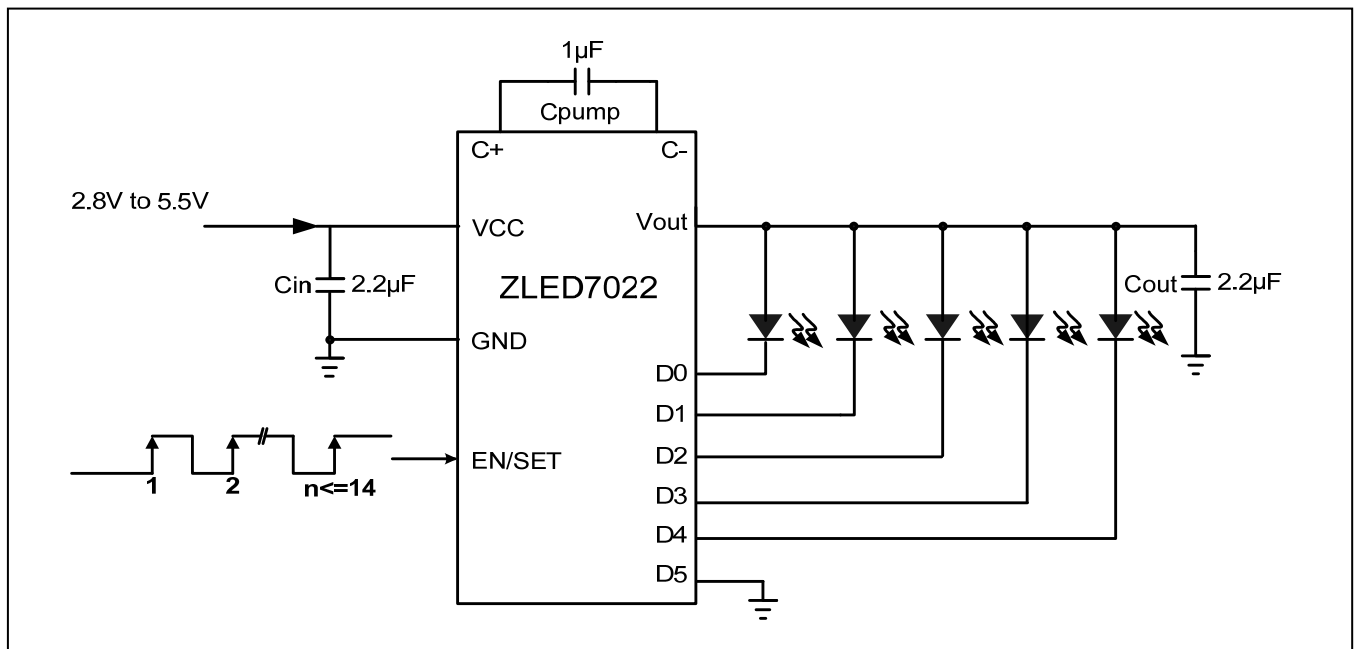 1µF
Cpump
C+
C-
2.8V to 5.5V
VCC
Vout
Cin
2.2µF
ZLED7022
Cout
2.2µF
GND
D0
D1
EN/SET
D2
1
2
n<=14
D3
D4
D5